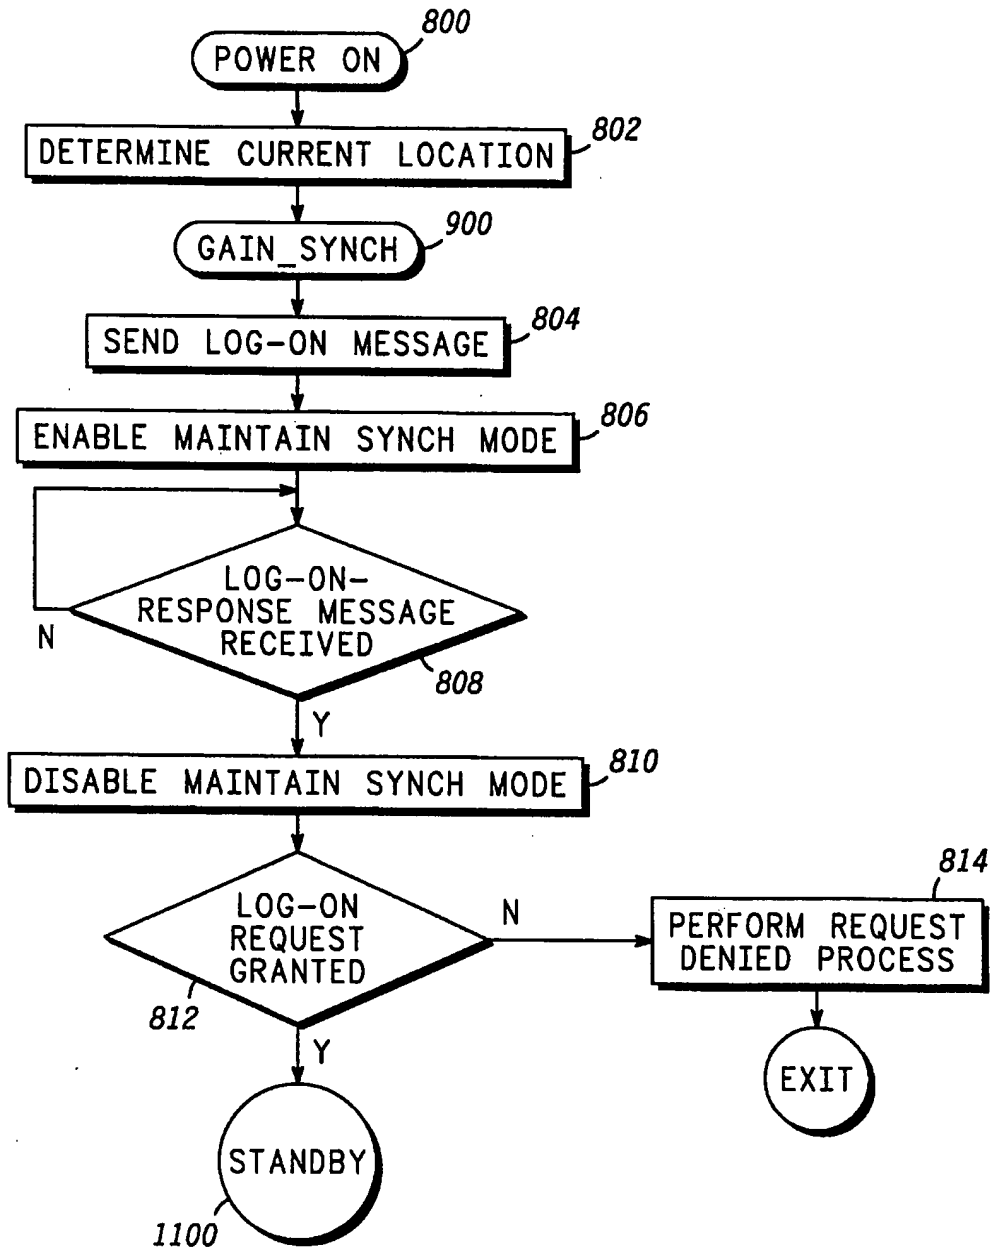 800
POWER ON
802
DETERMINE CURRENT LOCATION
900
GAIN_SYNCH
804
SEND LOG-ON MESSAGE
806
ENABLE MAINTAIN SYNCH MODE
LOG-ON-
RESPONSE MESSAGE
RECEIVED
N
808
Y
810
DISABLE MAINTAIN SYNCH MODE
LOG-ON
REQUEST
GRANTED
N
812
814
PERFORM REQUEST
DENIED PROCESS
Y
EXIT
STANDBY
1100